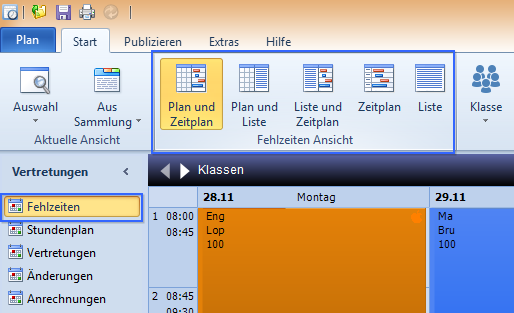 Plan Start Publizieren Extras Hilfe
Auswahl
Aus Sammlung
Plan und Zeitplan
Plan und Liste
Liste und Zeitplan
Zeitplan
Liste
Klasse
Aktuelle Ansicht
Fehlzeiten Ansicht
Vertretungen
Fehlzeiten
Stundenplan
Vertretungen
Änderungen
Anrechnungen
Klassen
28.11 Montag 29.11
1 08:00
08:45
Eng
Lop
100
Ma
Bru
100
2 08:45
09:30